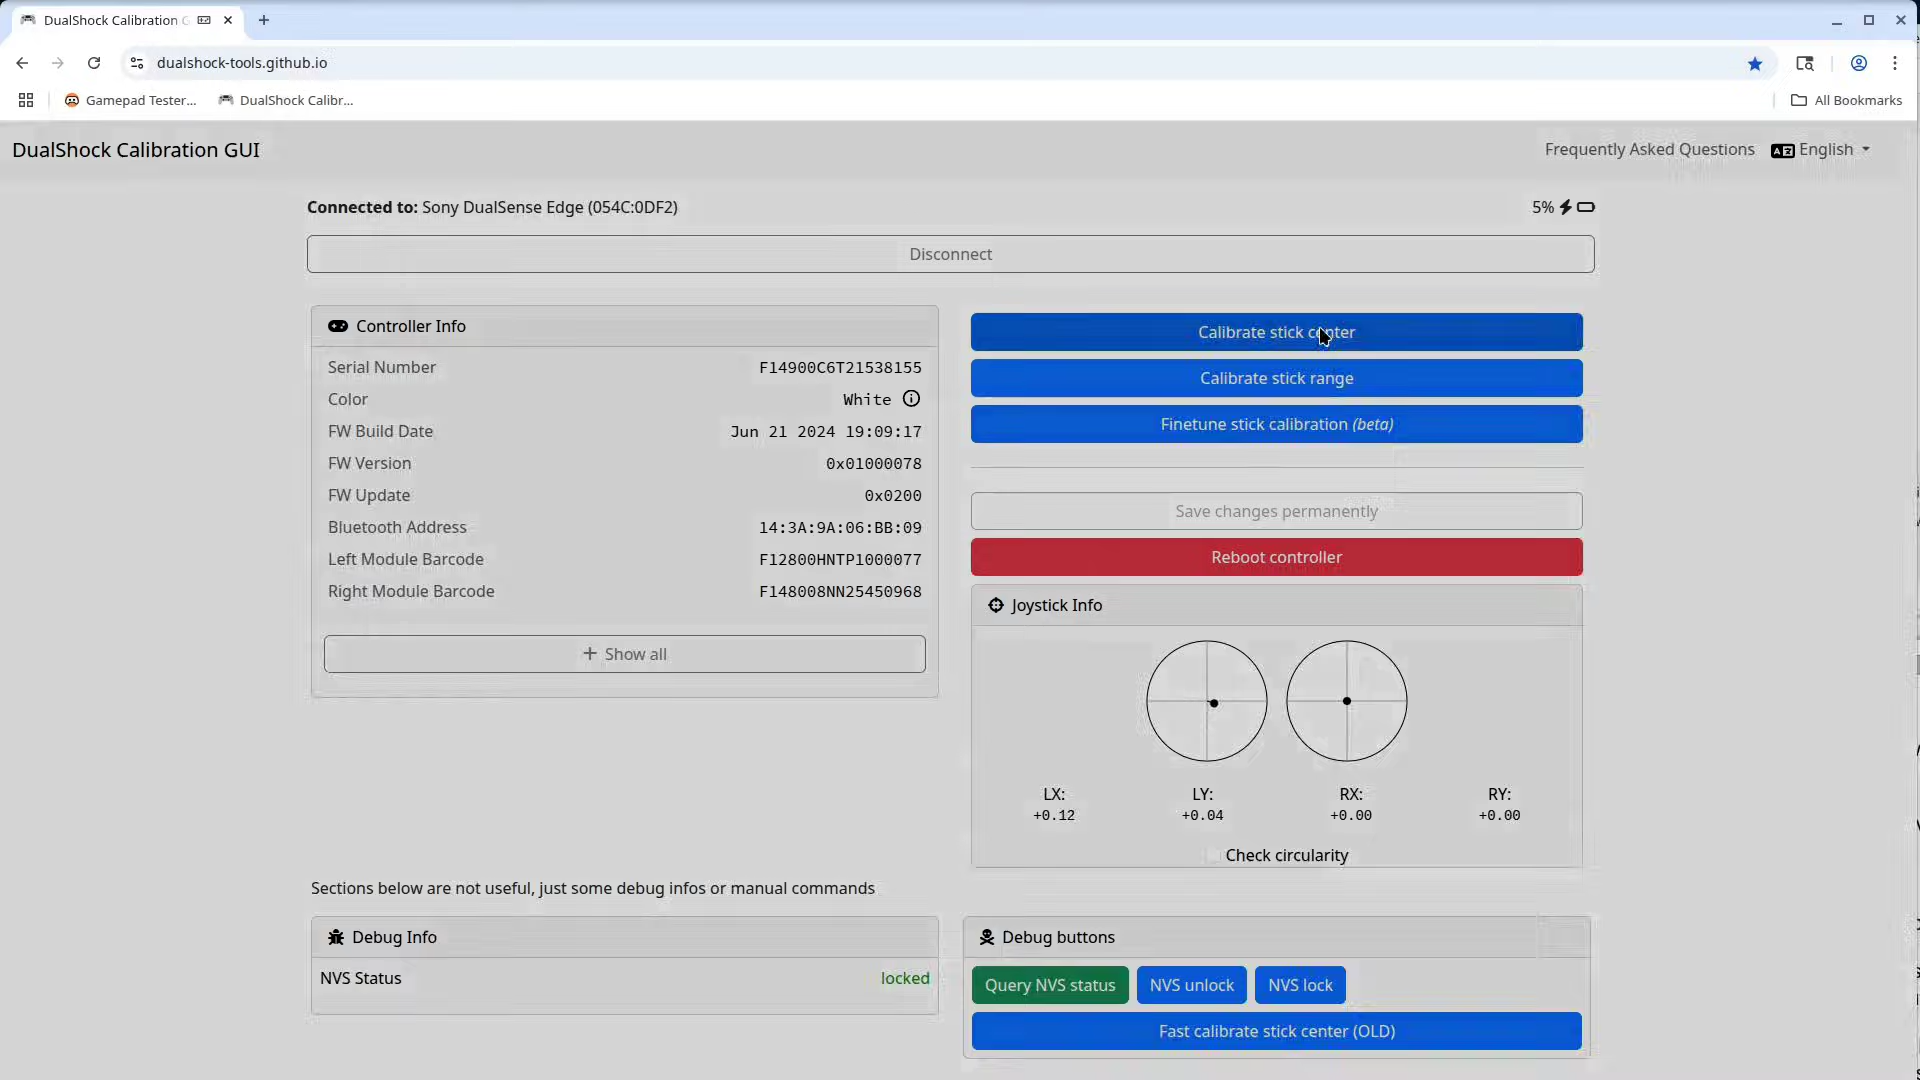 DualShock Calibration G
dualshock-tools.github.io
Gamepad Tester...
DualShock Calibr...
All Bookmarks
DualShock Calibration GUI
Frequently Asked Questions
English
Connected to: Sony DualSense Edge (054C:0DF2)
5%
Disconnect
Controller Info
Serial Number F14900C6T21538155
Color White
FW Build Date Jun 21 2024 19:09:17
FW Version 0x01000078
FW Update 0x0200
Bluetooth Address 14:3A:9A:06:BB:09
Left Module Barcode F12800HNTP1000077
Right Module Barcode F148008NN25450968
+ Show all
Calibrate stick center
Calibrate stick range
Finetune stick calibration (beta)
Save changes permanently
Reboot controller
Joystick Info
LX: LY: RX: RY:
+0.12 +0.04 +0.00 +0.00
Check circularity
Sections below are not useful, just some debug infos or manual commands
Debug Info
NVS Status locked
Debug buttons
Query NVS status NVS unlock NVS lock
Fast calibrate stick center (OLD)